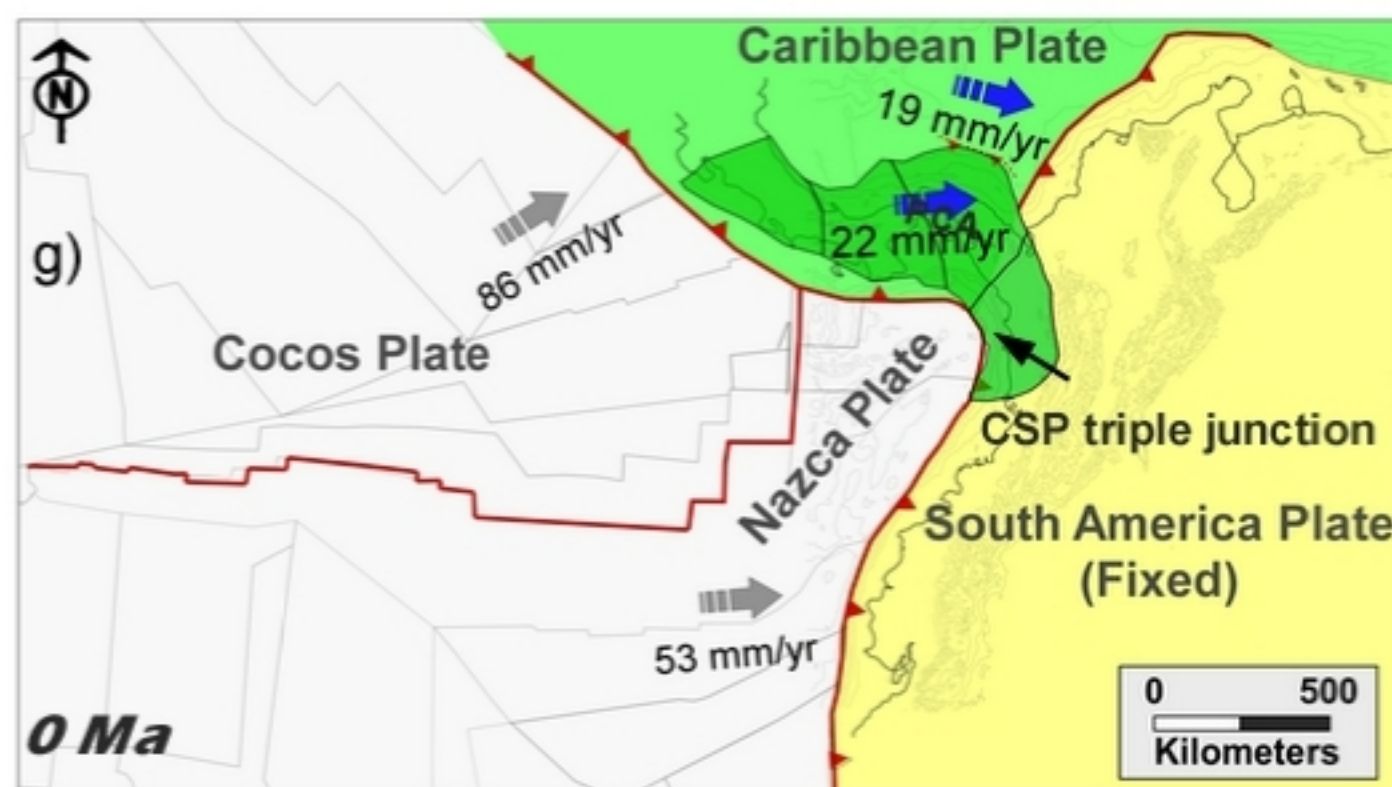 Caribbean Plate
N
19 mm/yr
PCA
22 mm/yr
g)
86 mm/yr
Cocos Plate
Nazca Plate
CSP triple junction
South America Plate
(Fixed)
53 mm/yr
0 500
Kilometers
0 Ma